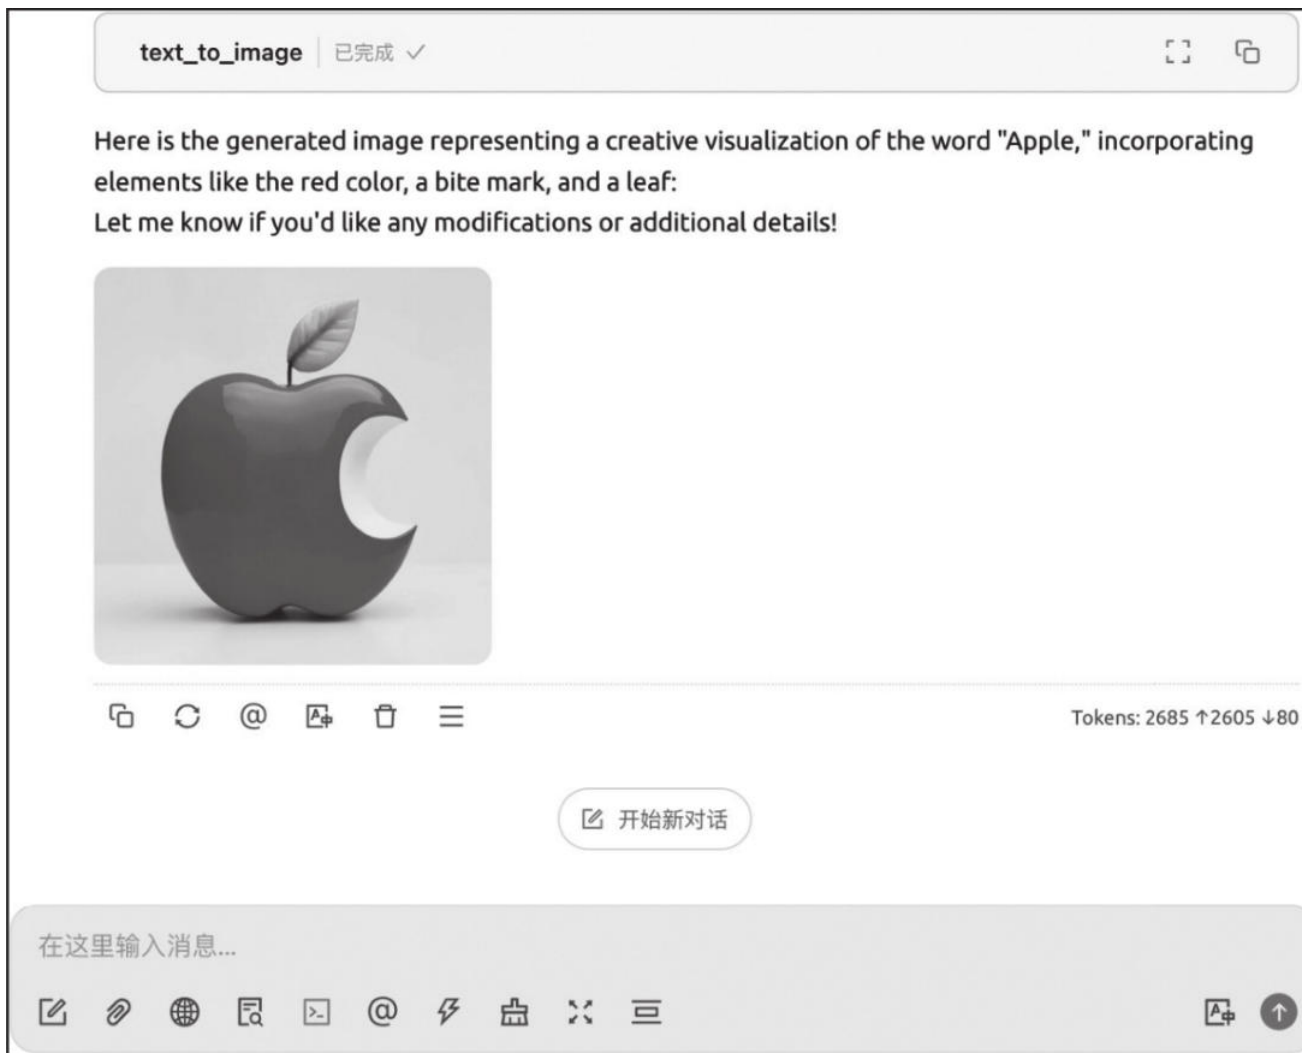 text_to_image 已完成
Here is the generated image representing a creative visualization of the word "Apple," incorporating
elements like the red color, a bite mark, and a leaf:
Let me know if you'd like any modifications or additional details!
Tokens: 2685 ↑2605 ↓80
开始新对话
在这里输入消息...